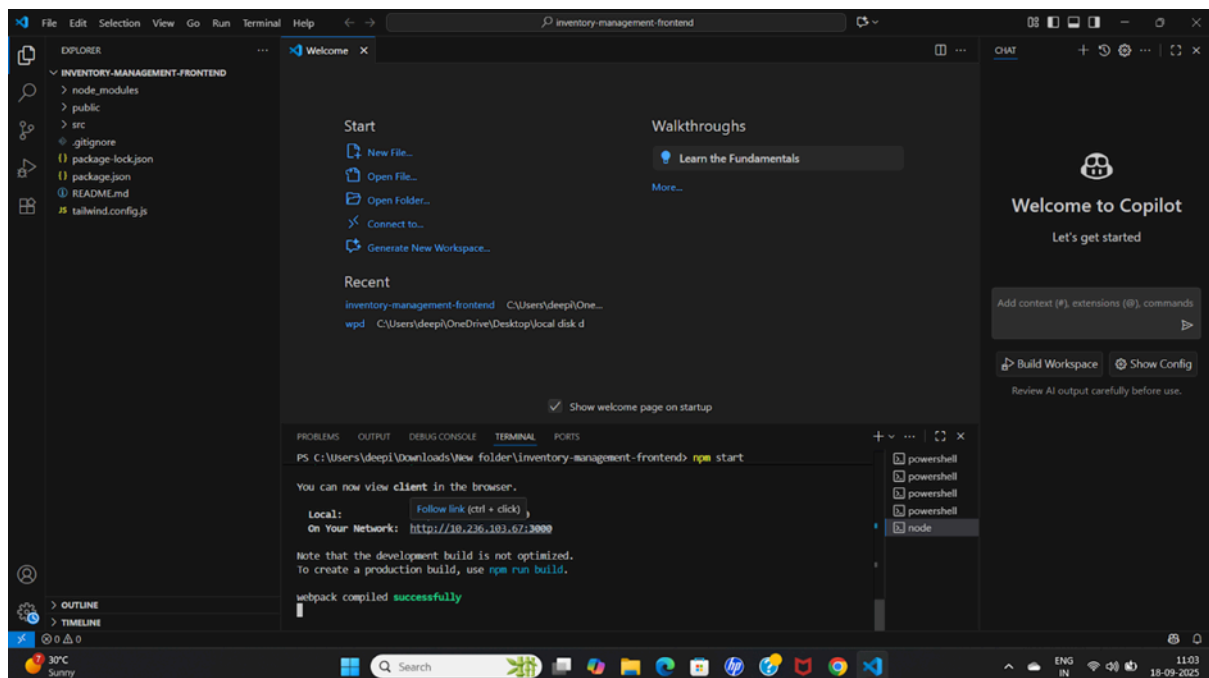 File Edit Selection View Go Run Terminal Help
inventory-management-frontend
EXPLORER
INVENTORY-MANAGEMENT-FRONTEND
node_modules
public
src
.gitignore
package-lock.json
package.json
README.md
JS tailwind.config.js
OUTLINE
TIMELINE
Welcome
Start
New File...
Open File...
Open Folder...
Connect to...
Generate New Workspace...
Recent
inventory-management-frontend C:\Users\deepi\One...
wpd C:\Users\deepi\OneDrive\Desktop\local disk d
Walkthroughs
Learn the Fundamentals
More...
Show welcome page on startup
PROBLEMS OUTPUT DEBUG CONSOLE TERMINAL PORTS
PS C:\Users\deepi\Downloads\New folder\inventory-management-frontend> npm start
You can now view client in the browser.
Follow link (ctrl + click)
Local:
On Your Network: http://10.236.103.67:3000
Note that the development build is not optimized.
To create a production build, use npm run build.
webpack compiled successfully
powershell
powershell
powershell
powershell
node
CHAT
Welcome to Copilot
Let's get started
Add context (#), extensions (@), commands
Build Workspace Show Config
Review AI output carefully before use.
0 0
7
30°C
Sunny
Search
hp
ENG
IN
11:03
18-09-2025